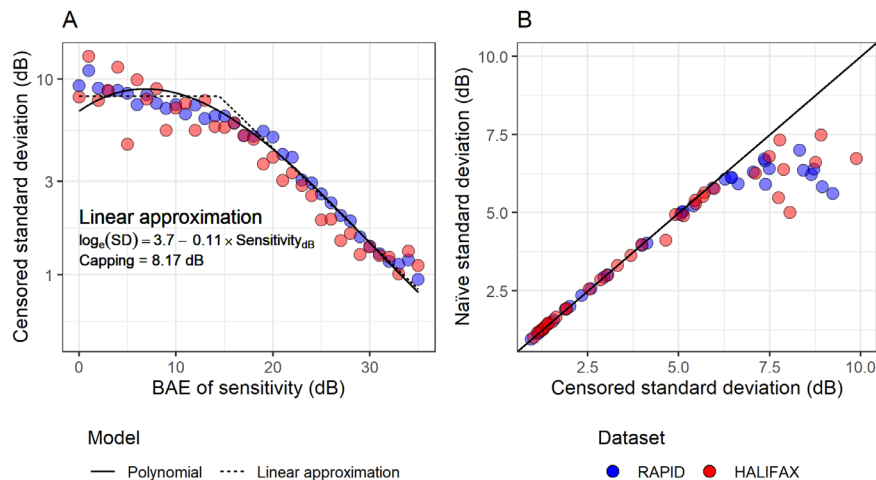 A
Censored standard deviation (dB)
10
3
1
Linear approximation
logₑ(SD) = 3.7 − 0.11 × Sensitivity_dB
Capping = 8.17 dB
0 10 20 30
BAE of sensitivity (dB)
Model
Polynomial Linear approximation
B
Naïve standard deviation (dB)
10.0
7.5
5.0
2.5
2.5 5.0 7.5 10.0
Censored standard deviation (dB)
Dataset
RAPID HALIFAX